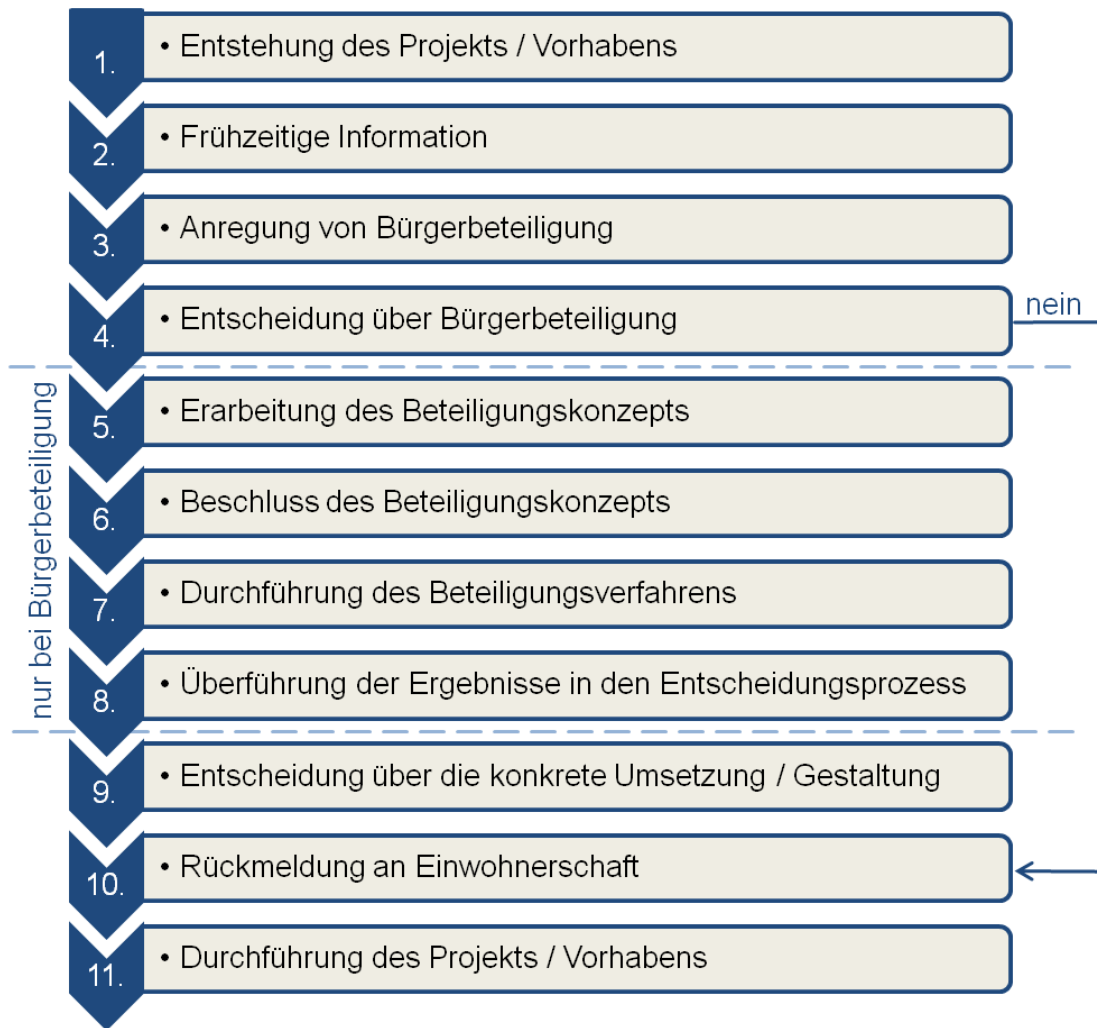 1. • Entstehung des Projekts / Vorhabens
2. • Frühzeitige Information
3. • Anregung von Bürgerbeteiligung
4. • Entscheidung über Bürgerbeteiligung
nein
nur bei Bürgerbeteiligung
5. • Erarbeitung des Beteiligungskonzepts
6. • Beschluss des Beteiligungskonzepts
7. • Durchführung des Beteiligungsverfahrens
8. • Überführung der Ergebnisse in den Entscheidungsprozess
9. • Entscheidung über die konkrete Umsetzung / Gestaltung
10. • Rückmeldung an Einwohnerschaft
11. • Durchführung des Projekts / Vorhabens